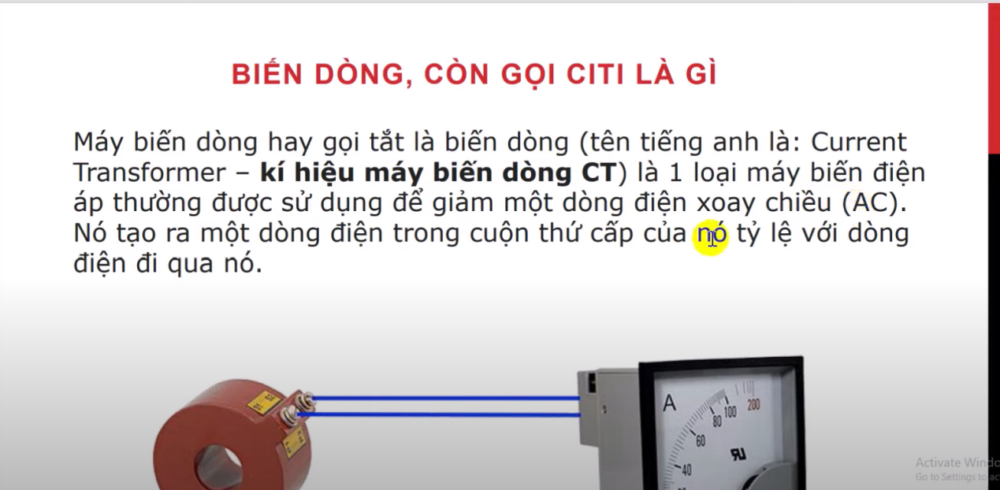 BIẾN DÒNG, CÒN GỌI CITI LÀ GÌ
Máy biến dòng hay gọi tắt là biến dòng (tên tiếng anh là: Current
Transformer – kí hiệu máy biến dòng CT) là 1 loại máy biến điện
áp thường được sử dụng để giảm một dòng điện xoay chiều (AC).
Nó tạo ra một dòng điện trong cuộn thứ cấp của nó tỷ lệ với dòng
điện đi qua nó.
A
200
100
80
60
40
Activate Windo
Go to Settings to ac